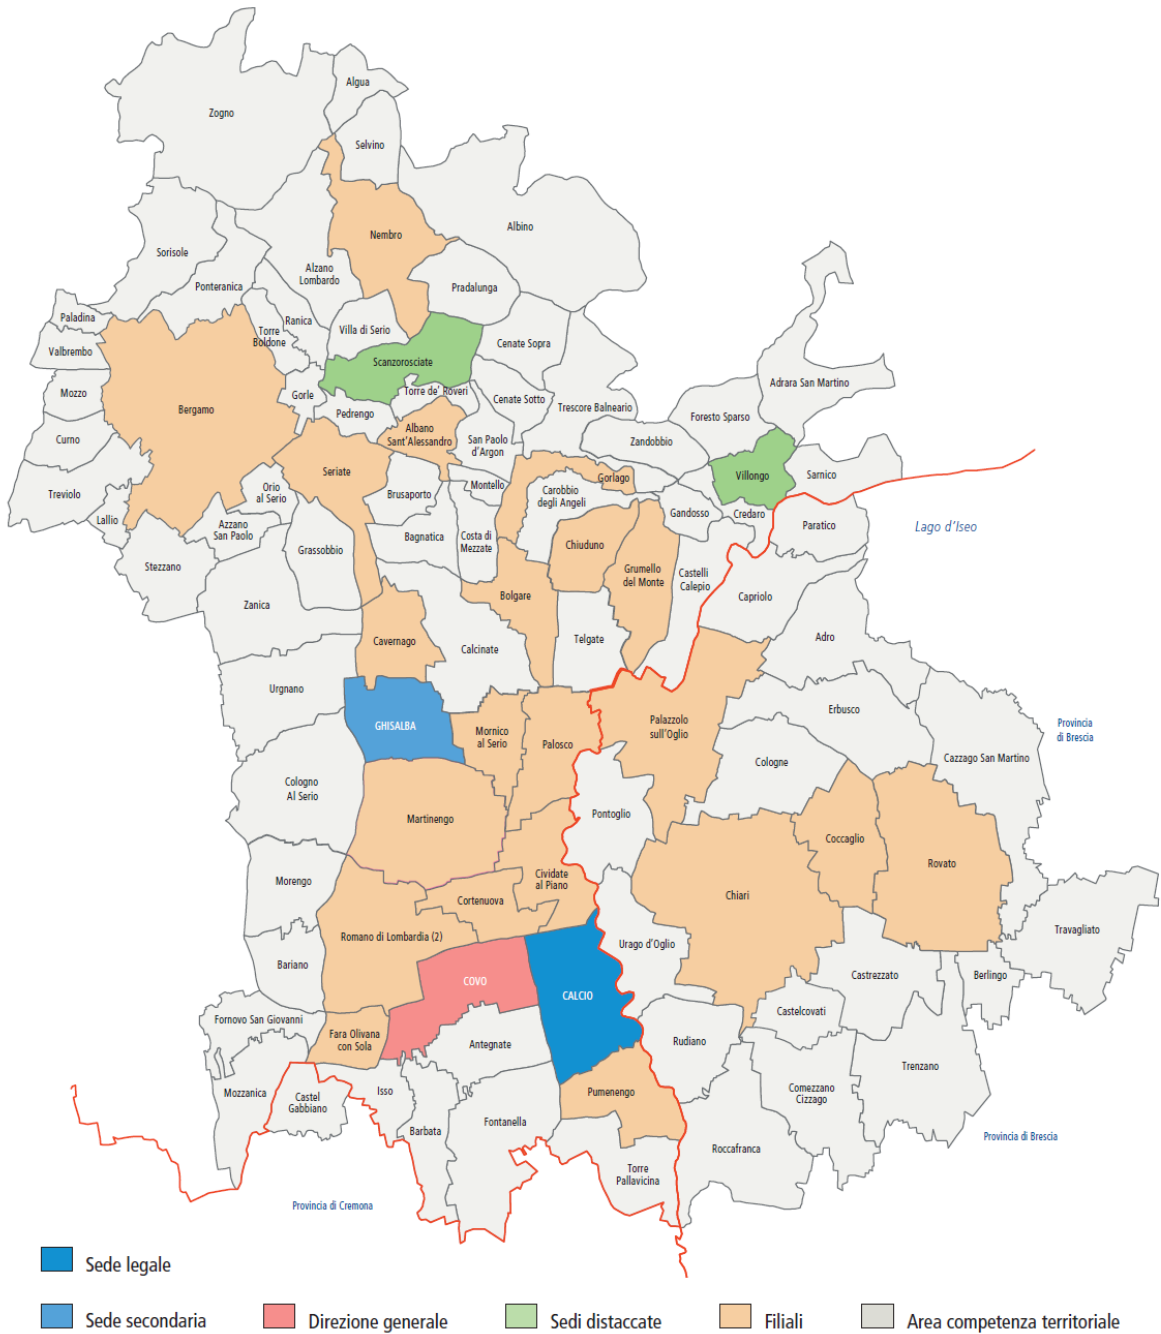 Algua
Zogno
Selvino
Albino
Nembro
Sorisole
Alzano
Lombardo
Ponteranica
Pradalunga
Paladina
Ranica
Villa di Serio
Torre
Boldone
Cenate Sopra
Valbrembo
Scanzorosciate
Adrara San Martino
Mozzo
Gorle
Torre de' Roveri
Cenate Sotto
Trescore Balneario
Bergamo
Pedrengo
Foresto Sparso
Albano
Sant'Alessandro
Curno
San Paolo
d'Argon
Zandobbio
Seriate
Gorlago
Villongo
Sarnico
Treviolo
Orio
al Serio
Brusaporto
Montello
Carobbio
degli Angeli
Lallio
Gandosso
Credaro
Paratico
Lago d'Iseo
Azzano
San Paolo
Grassobbio
Bagnatica
Costa di
Mezzate
Chiuduno
Stezzano
Grumello
del Monte
Castelli
Calepio
Zanica
Bolgare
Capriolo
Cavernago
Calcinate
Telgate
Adro
Urgnano
Erbusco
GHISALBA
Mornico
al Serio
Palosco
Palazzolo
sull'Oglio
Provincia
di Brescia
Cologne
Cazzago San Martino
Cologno
Al Serio
Martinengo
Pontoglio
Coccaglio
Rovato
Morengo
Cividate
al Piano
Chiari
Cortenuova
Travagliato
Romano di Lombardia (2)
Urago d'Oglio
Bariano
Castrezzato
Berlingo
COVO
CALCIO
Castelcovati
Fornovo San Giovanni
Fara Olivana
con Sola
Antegnate
Rudiano
Trenzano
Mozzanica
Castel
Gabbiano
Isso
Pumenengo
Comezzano
Cizzago
Barbata
Fontanella
Provincia di Brescia
Roccafranca
Torre
Pallavicina
Provincia di Cremona
Sede legale
Sede secondaria
Direzione generale
Sedi distaccate
Filiali
Area competenza territoriale